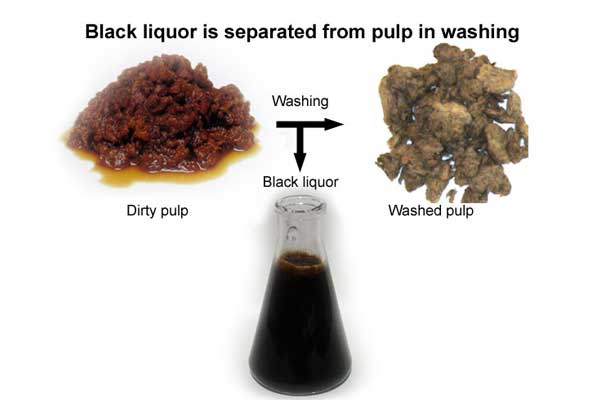 Black liquor is separated from pulp in washing
Washing
Black liquor
Dirty pulp
Washed pulp